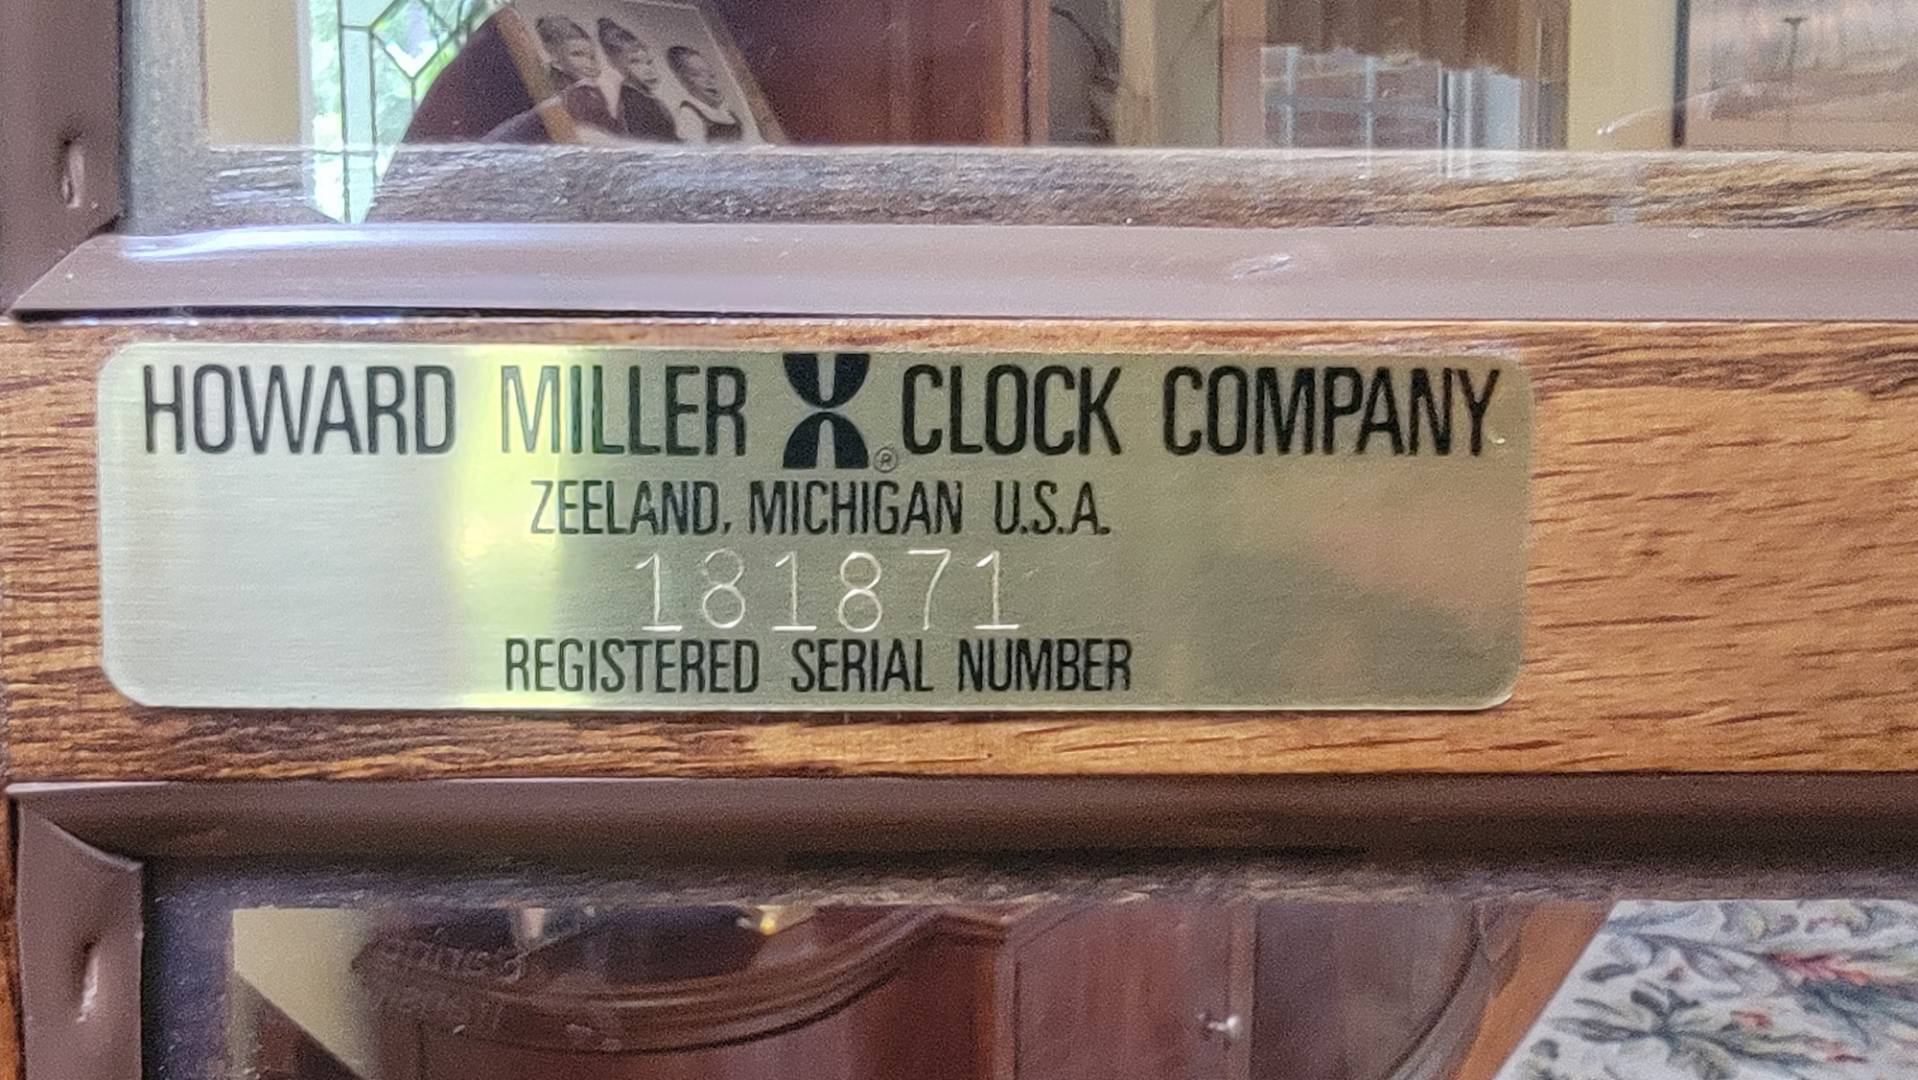 HOWARD MILLER ® CLOCK COMPANY
ZEELAND, MICHIGAN U.S.A.
181871
REGISTERED SERIAL NUMBER